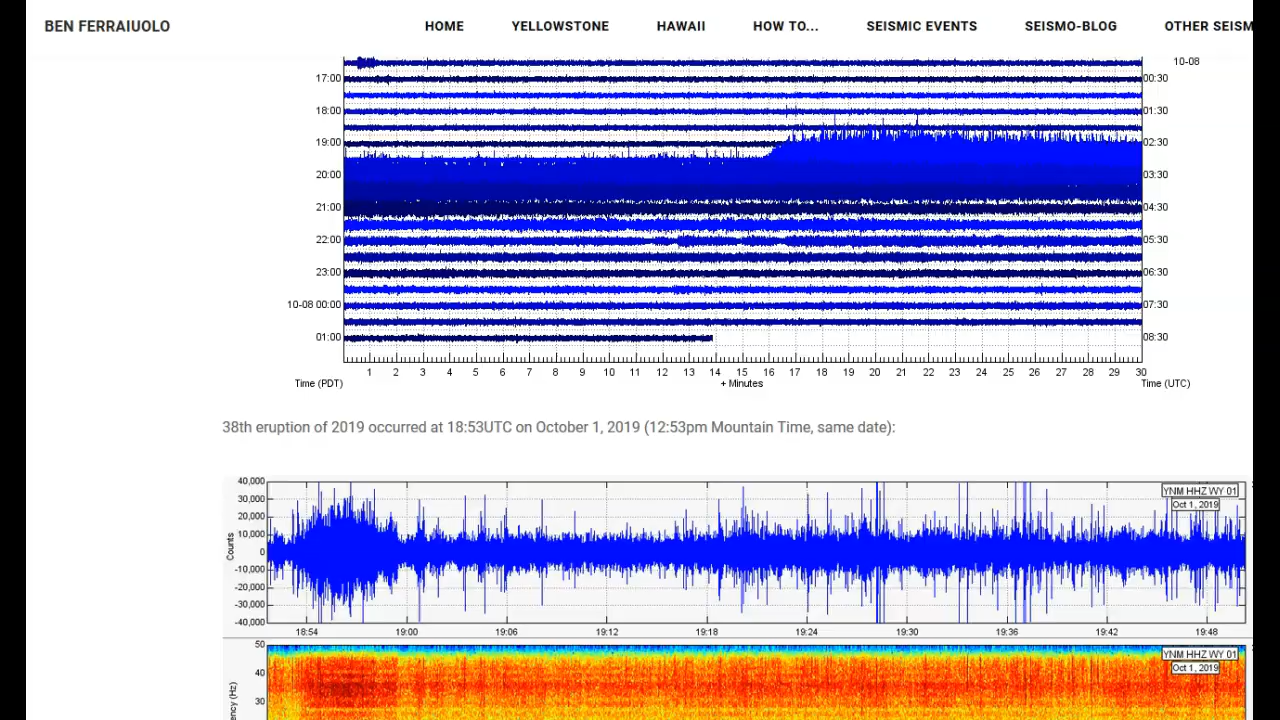 BEN FERRAIUOLO HOME YELLOWSTONE HAWAII HOW TO... SEISMIC EVENTS SEISMO-BLOG OTHER SEISM
10-08
17:00 00:30
18:00 01:30
19:00 02:30
20:00 03:30
21:00 04:30
22:00 05:30
23:00 06:30
10-08 00:00 07:30
01:00 08:30
1 2 3 4 5 6 7 8 9 10 11 12 13 14 15 16 17 18 19 20 21 22 23 24 25 26 27 28 29 30
Time (PDT) + Minutes Time (UTC)
38th eruption of 2019 occurred at 18:53UTC on October 1, 2019 (12:53pm Mountain Time, same date):
40,000
30,000 YNM HHZ WY 01
20,000 Oct 1, 2019
10,000
0
-10,000
-20,000
-30,000
-40,000
Counts
18:54 19:00 19:06 19:12 19:18 19:24 19:30 19:36 19:42 19:48
50 YNM HHZ WY 01
40 Oct 1, 2019
30
ency (Hz)